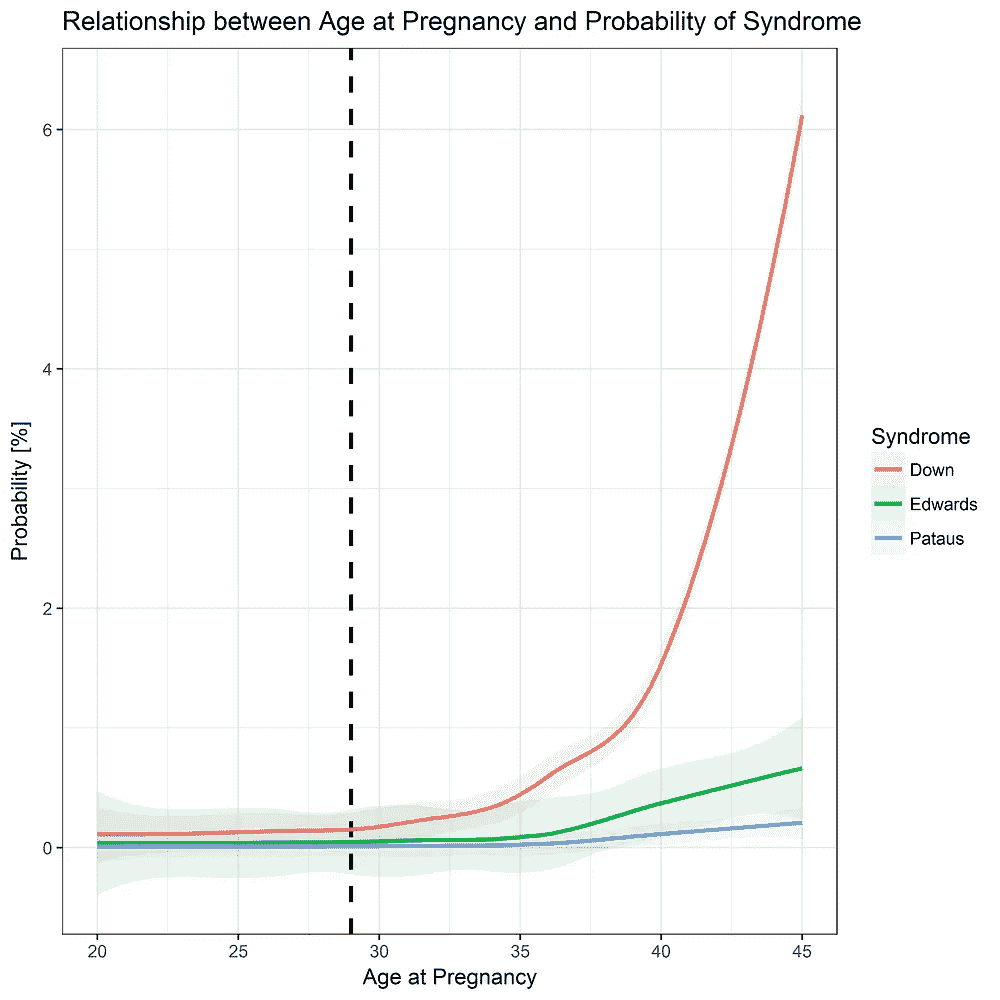 Relationship between Age at Pregnancy and Probability of Syndrome
6
4
2
0
Probability [%]
20 25 30 35 40 45
Age at Pregnancy
Syndrome
Down
Edwards
Pataus